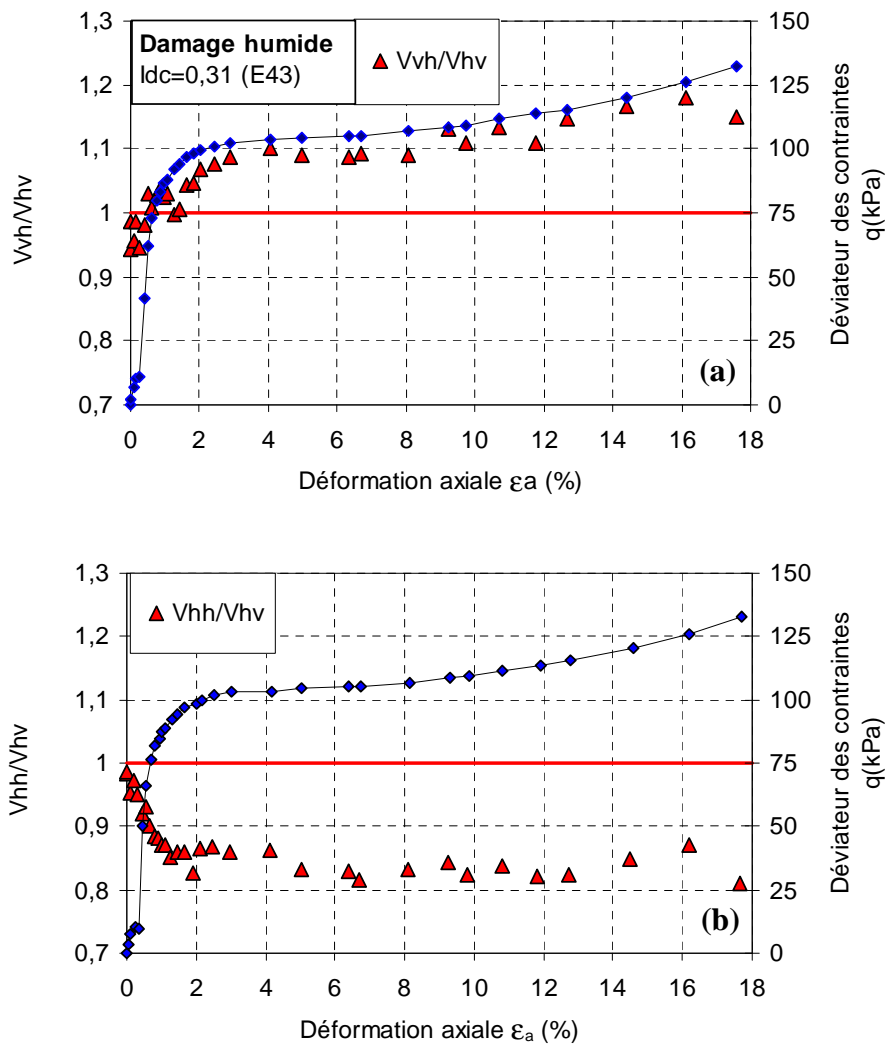 Damage humide
Idc=0,31 (E43)
Vvh/Vhv
1,3
1,2
1,1
1
0,9
0,8
0,7
Vvh/Vhv
150
125
100
75
50
25
0
Déviateur des contraintes
q(kPa)
(a)
0 2 4 6 8 10 12 14 16 18
Déformation axiale εa (%)
Vhh/Vhv
1,3
1,2
1,1
1
0,9
0,8
0,7
Vhh/Vhv
150
125
100
75
50
25
0
Déviateur des contraintes
q(kPa)
(b)
0 2 4 6 8 10 12 14 16 18
Déformation axiale εa (%)